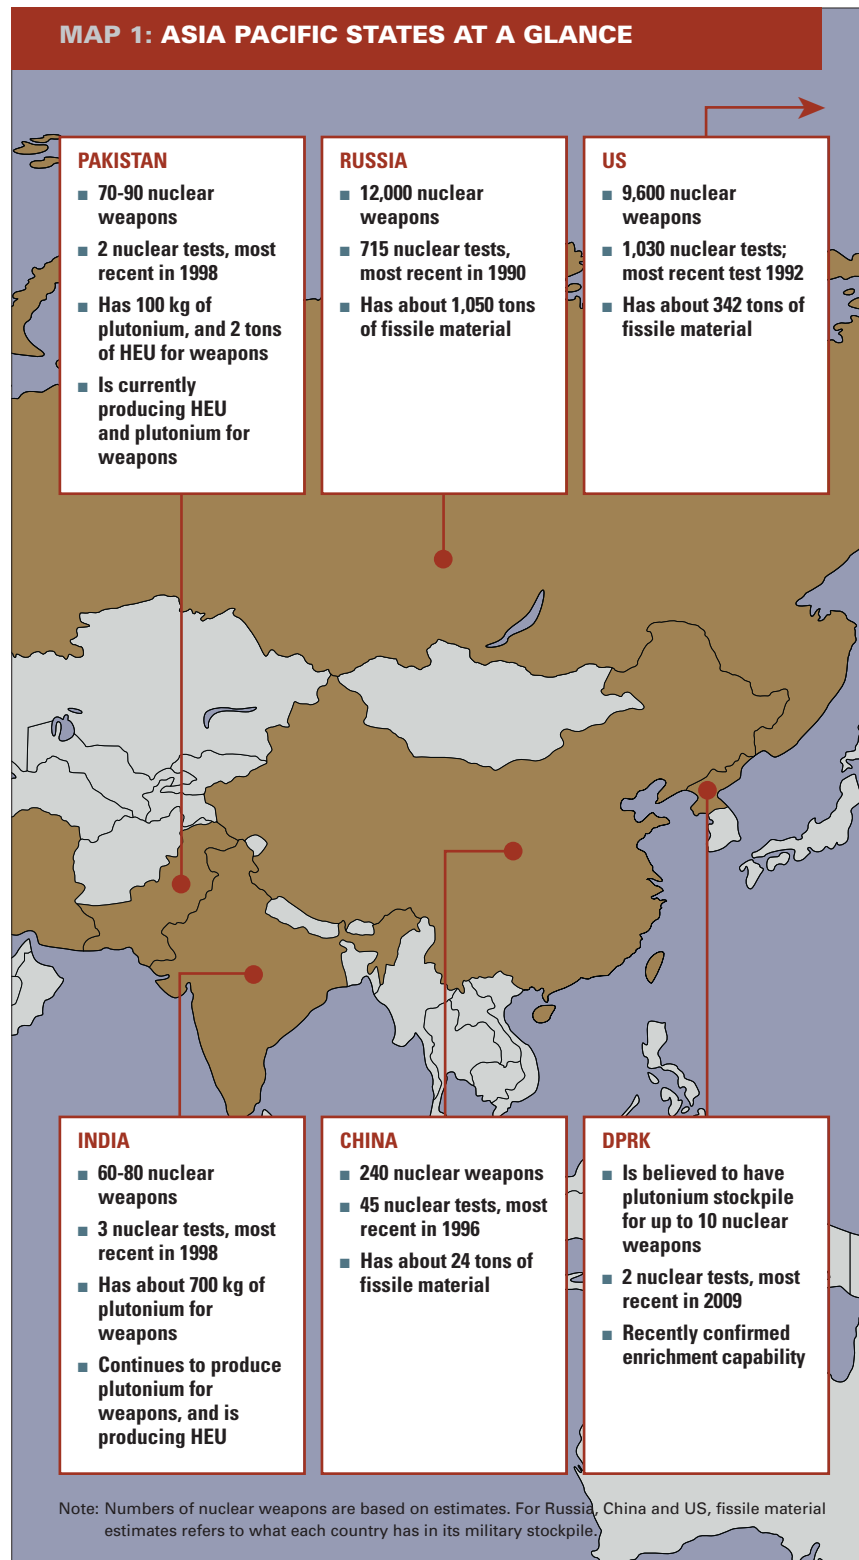 MAP 1: ASIA PACIFIC STATES AT A GLANCE
PAKISTAN
■ 70-90 nuclear
weapons
■ 2 nuclear tests, most
recent in 1998
■ Has 100 kg of
plutonium, and 2 tons
of HEU for weapons
■ Is currently
producing HEU
and plutonium for
weapons
RUSSIA
■ 12,000 nuclear
weapons
■ 715 nuclear tests,
most recent in 1990
■ Has about 1,050 tons
of fissile material
US
■ 9,600 nuclear
weapons
■ 1,030 nuclear tests;
most recent test 1992
■ Has about 342 tons of
fissile material
INDIA
■ 60-80 nuclear
weapons
■ 3 nuclear tests, most
recent in 1998
■ Has about 700 kg of
plutonium for
weapons
■ Continues to produce
plutonium for
weapons, and is
producing HEU
CHINA
■ 240 nuclear weapons
■ 45 nuclear tests, most
recent in 1996
■ Has about 24 tons of
fissile material
DPRK
■ Is believed to have
plutonium stockpile
for up to 10 nuclear
weapons
■ 2 nuclear tests, most
recent in 2009
■ Recently confirmed
enrichment capability
Note: Numbers of nuclear weapons are based on estimates. For Russia, China and US, fissile material
estimates refers to what each country has in its military stockpile.